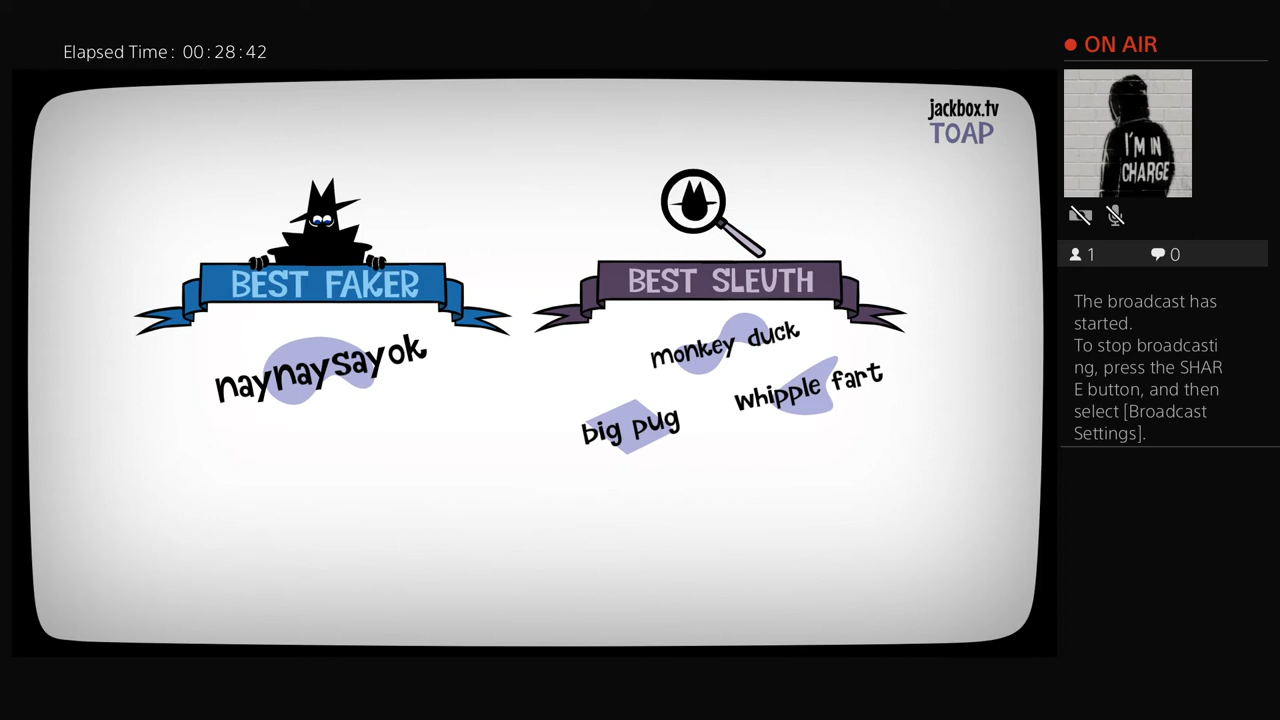 Elapsed Time: 00:28:42
ON AIR
jackbox.tv
TOAP
I'M IN
CHARGE
BEST FAKER
BEST SLEUTH
naynaysayok
monkey duck
whipple fart
big pug
1
0
The broadcast has
started.
To stop broadcasti
ng, press the SHAR
E button, and then
select [Broadcast
Settings].